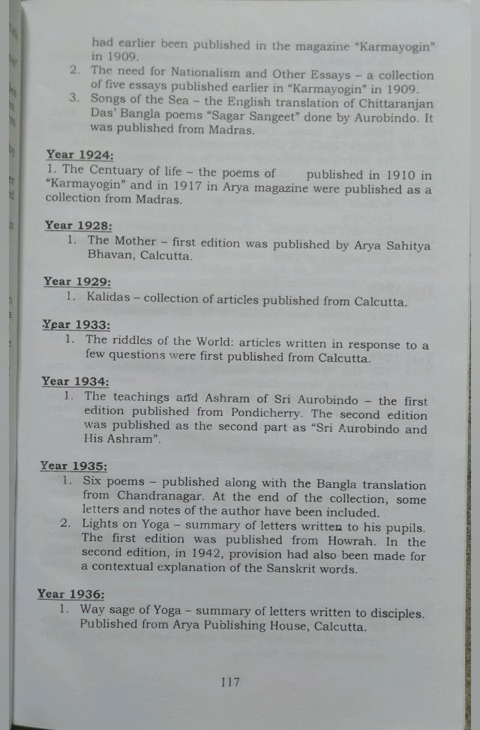 had earlier been published in the magazine “Karmayogin”
in 1909.
2. The need for Nationalism and Other Essays – a collection
of five essays published earlier in “Karmayogin” in 1909.
3. Songs of the Sea – the English translation of Chittaranjan
Das’ Bangla poems “Sagar Sangeet” done by Aurobindo. It
was published from Madras.
Year 1924:
1. The Centuary of life – the poems of published in 1910 in
“Karmayogin” and in 1917 in Arya magazine were published as a
collection from Madras.
Year 1928:
1. The Mother – first edition was published by Arya Sahitya
Bhavan, Calcutta.
Year 1929:
1. Kalidas – collection of articles published from Calcutta.
Year 1933:
1. The riddles of the World: articles written in response to a
few questions were first published from Calcutta.
Year 1934:
1. The teachings and Ashram of Sri Aurobindo – the first
edition published from Pondicherry. The second edition
was published as the second part as “Sri Aurobindo and
His Ashram”.
Year 1935:
1. Six poems – published along with the Bangla translation
from Chandranagar. At the end of the collection, some
letters and notes of the author have been included.
2. Lights on Yoga – summary of letters written to his pupils.
The first edition was published from Howrah. In the
second edition, in 1942, provision had also been made for
a contextual explanation of the Sanskrit words.
Year 1936:
1. Way sage of Yoga – summary of letters written to disciples.
Published from Arya Publishing House, Calcutta.
117